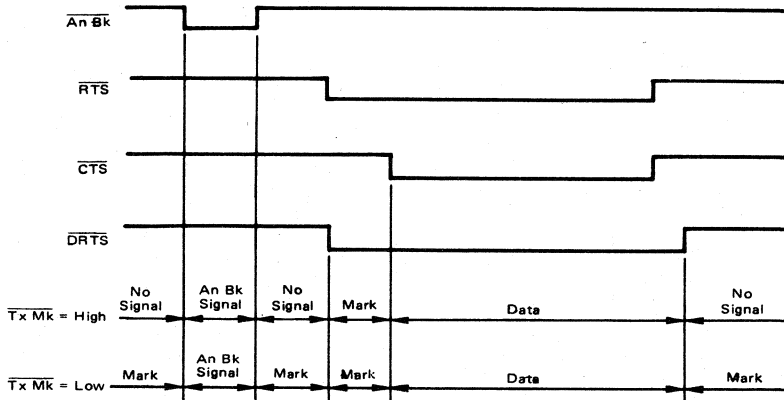 An Bk
RTS
CTS
DRTS
No Signal
An Bk Signal
No Signal
Mark
Data
No Signal
Tx Mk = High
An Bk Signal
Tx Mk = Low
Mark
Mark
Mark
Data
Mark